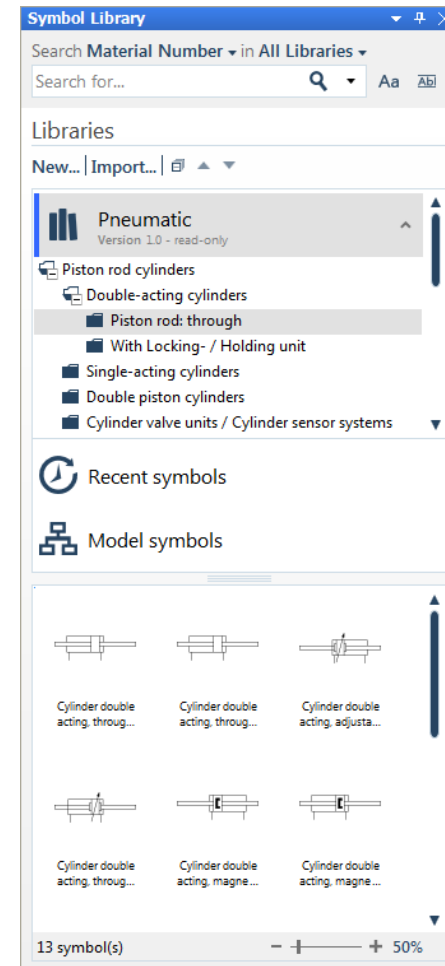 Symbol Library
Search Material Number in All Libraries
Search for...
Aa Abl
Libraries
New... Import...
Pneumatic
Version 1.0 - read-only
Piston rod cylinders
Double-acting cylinders
Piston rod: through
With Locking- / Holding unit
Single-acting cylinders
Double piston cylinders
Cylinder valve units / Cylinder sensor systems
Recent symbols
Model symbols
Cylinder double Cylinder double Cylinder double
acting, throug... acting, throug... acting, adjusta...
Cylinder double Cylinder double Cylinder double
acting, throug... acting, magne... acting, magne...
13 symbol(s) 50%